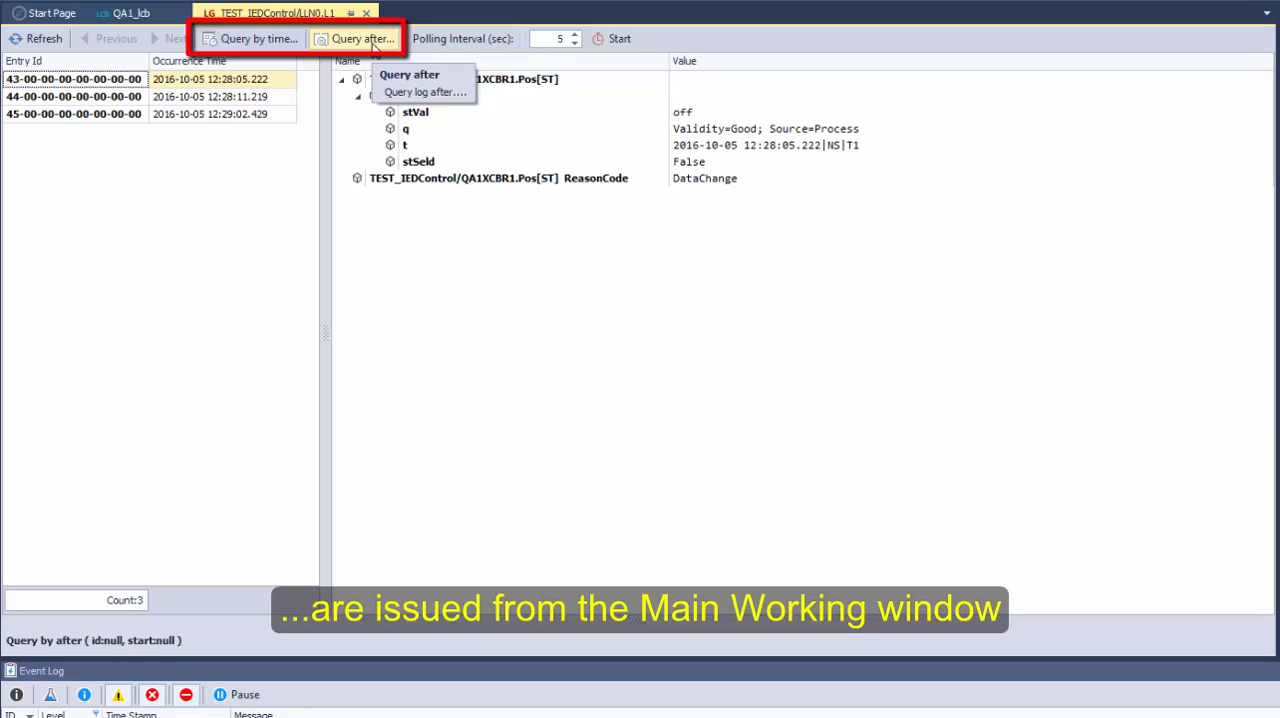 Start Page
QA1_lcb
LG TEST_IEDControl/LLN0.L1
Refresh
Previous
Next
Query by time...
Query after...
Polling Interval (sec):
5
Start
Entry Id
Occurrence Time
Name
Value
43-00-00-00-00-00-00-00 2016-10-05 12:28:05.222
44-00-00-00-00-00-00-00 2016-10-05 12:28:11.219
45-00-00-00-00-00-00-00 2016-10-05 12:29:02.429
Query after
Query log after....
A1XCBR1.Pos[ST]
stVal off
q Validity=Good; Source=Process
t 2016-10-05 12:28:05.222|NS|T1
stSeld False
TEST_IEDControl/QA1XCBR1.Pos[ST] ReasonCode DataChange
Count:3
...are issued from the Main Working window
Query by after ( id:null, start:null )
Event Log
Pause
ID
Level
Time Stamp
Message